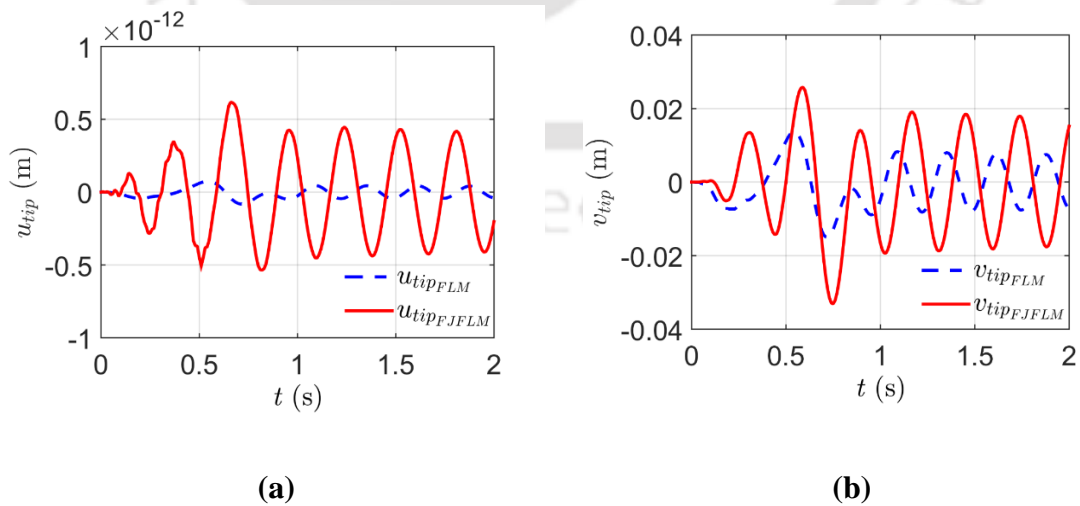 ×10⁻¹²
1
0.5
0
-0.5
-1
0 0.5 1 1.5 2
u_tip (m)
t (s)
u_tip_FLM
u_tip_FJFLM
(a)
0.04
0.02
0
-0.02
-0.04
0 0.5 1 1.5 2
v_tip (m)
t (s)
v_tip_FLM
v_tip_FJFLM
(b)